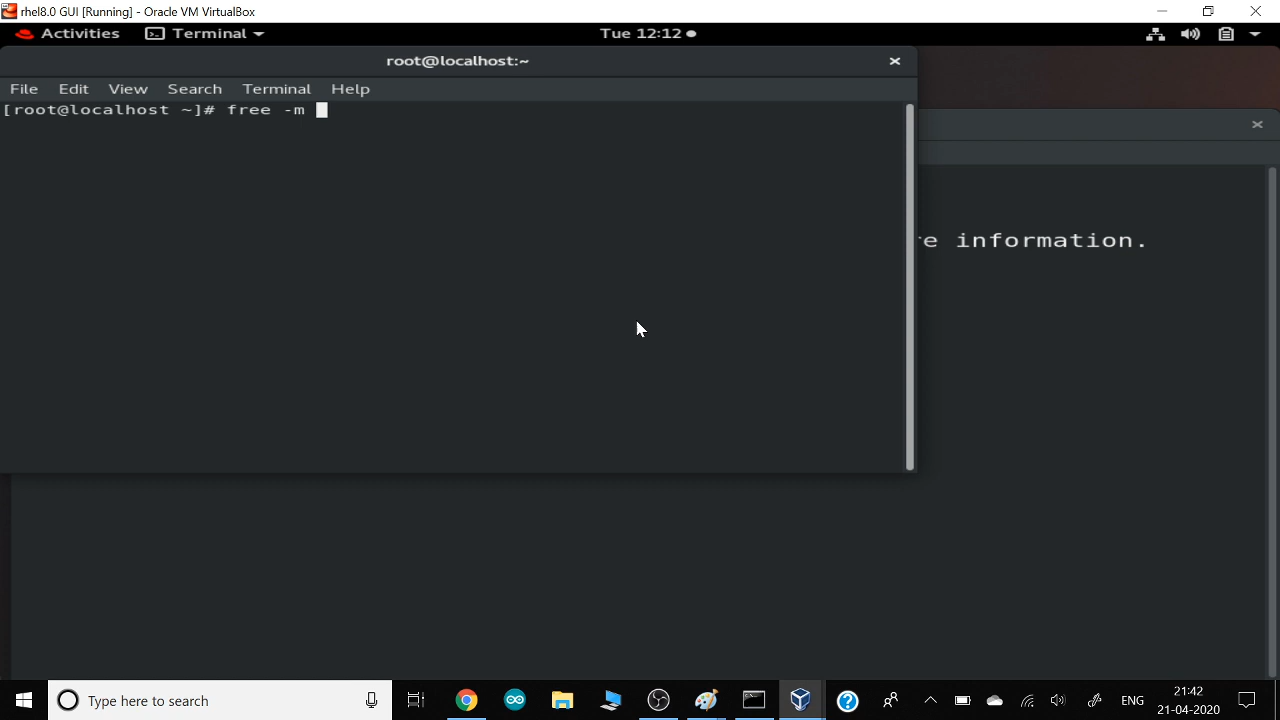 rhel8.0 GUI [Running] - Oracle VM VirtualBox
Activities Terminal Tue 12:12
root@localhost:~
File Edit View Search Terminal Help
[root@localhost ~]# free -m
information.
Type here to search
ENG
21:42
21-04-2020